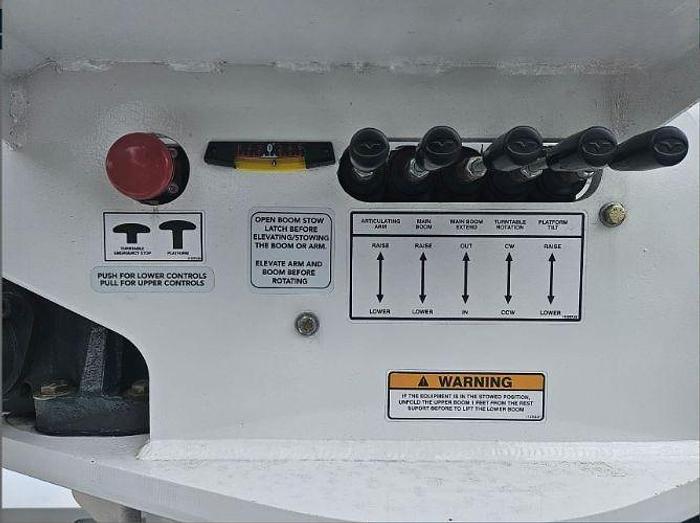 TURNTABLE
EMERGENCY STOP
PLATFORM
PUSH FOR LOWER CONTROLS
PULL FOR UPPER CONTROLS
OPEN BOOM STOW
LATCH BEFORE
ELEVATING/STOWING
THE BOOM OR ARM.
ELEVATE ARM AND
BOOM BEFORE
ROTATING
ARTICULATING
ARM
MAIN
BOOM
MAIN BOOM
EXTEND
TURNTABLE
ROTATION
PLATFORM
TILT
RAISE RAISE OUT CW RAISE
LOWER LOWER IN CCW LOWER
WARNING
IF THE EQUIPMENT IS IN THE STOWED POSITION,
UNFOLD THE UPPER BOOM 1 FEET FROM THE REST
SUPORT BEFORE TO LIFT THE LOWER BOOM